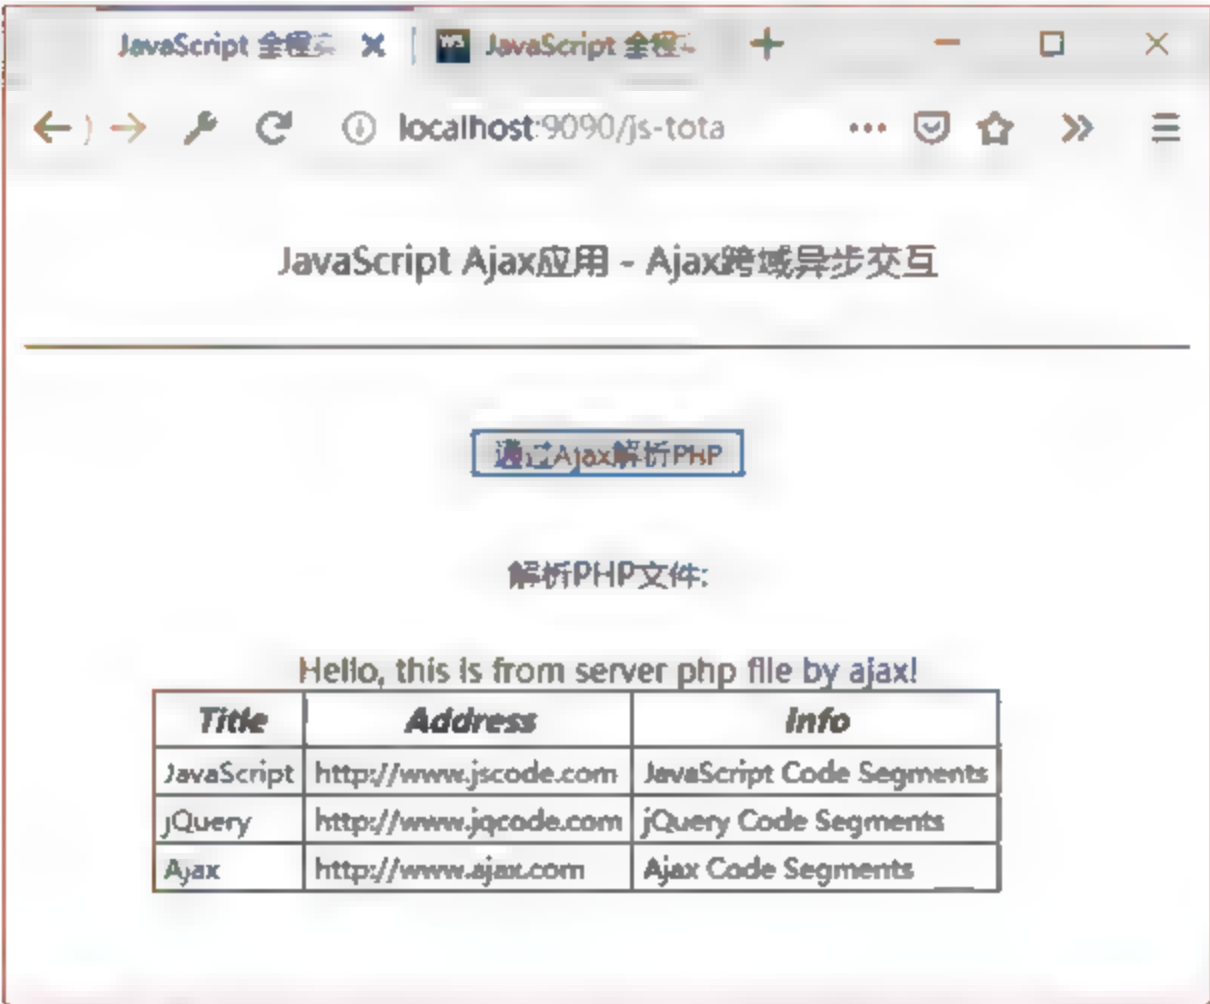 JavaScript 全程 JavaScript 全程
localhost:9090/js-tota
JavaScript Ajax应用 - Ajax跨域异步交互
通过Ajax解析PHP
解析PHP文件:
Hello, this is from server php file by ajax!
Title Address Info
JavaScript http://www.jscode.com JavaScript Code Segments
jQuery http://www.jqcode.com jQuery Code Segments
Ajax http://www.ajax.com Ajax Code Segments